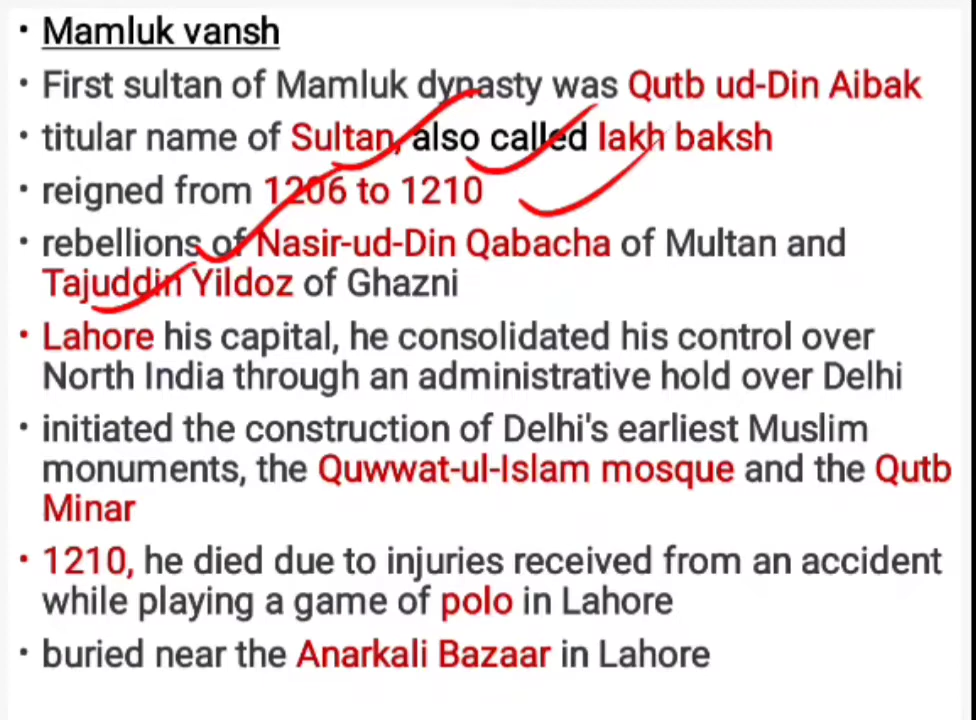 • Mamluk vansh
• First sultan of Mamluk dynasty was Qutb ud-Din Aibak
• titular name of Sultan, also called lakh baksh
• reigned from 1206 to 1210
• rebellions of Nasir-ud-Din Qabacha of Multan and
Tajuddin Yildoz of Ghazni
• Lahore his capital, he consolidated his control over
North India through an administrative hold over Delhi
• initiated the construction of Delhi's earliest Muslim
monuments, the Quwwat-ul-Islam mosque and the Qutb
Minar
• 1210, he died due to injuries received from an accident
while playing a game of polo in Lahore
• buried near the Anarkali Bazaar in Lahore